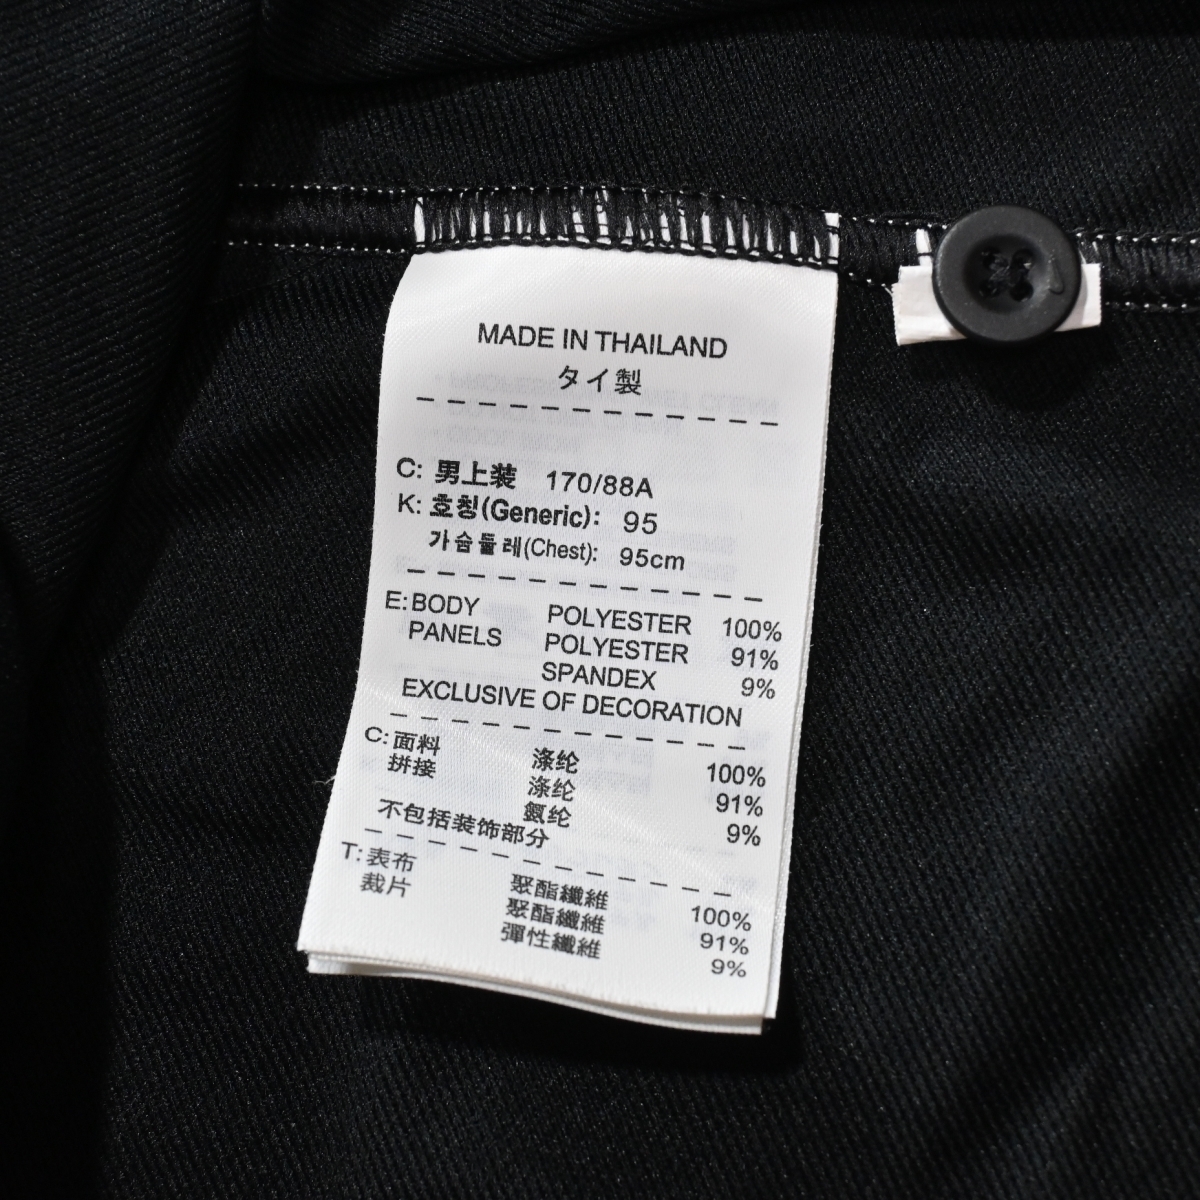 MADE IN THAILAND
タイ製
C: 男上装 170/88A
K: 호칭(Generic): 95
가슴둘레(Chest): 95cm
E: BODY POLYESTER 100%
PANELS POLYESTER 91%
SPANDEX 9%
EXCLUSIVE OF DECORATION
C: 面料 涤纶 100%
拼接 涤纶 91%
氨纶 9%
不包括装饰部分
T: 表布 聚酯纖維 100%
裁片 聚酯纖維 91%
彈性纖維 9%